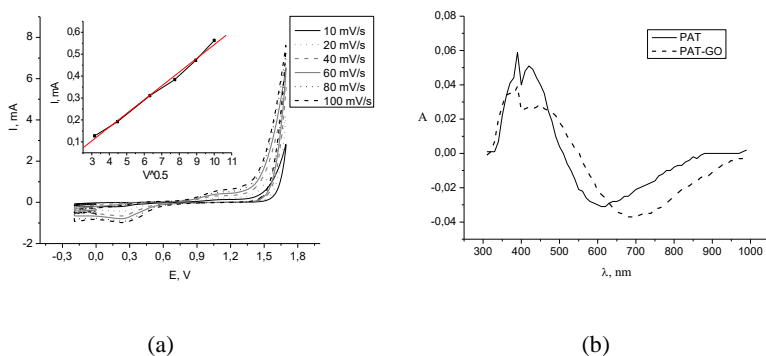 I, mA
8
6
4
2
0
-2
-0,3 0,0 0,3 0,6 0,9 1,2 1,5 1,8
E, V
I, mA
0,6
0,5
0,4
0,3
0,2
0,1
3 4 5 6 7 8 9 10 11
V^0.5
10 mV/s
20 mV/s
40 mV/s
60 mV/s
80 mV/s
100 mV/s
(a)
A
0,08
0,06
0,04
0,02
0,00
-0,02
-0,04
300 400 500 600 700 800 900 1000
λ, nm
PAT
PAT-GO
(b)